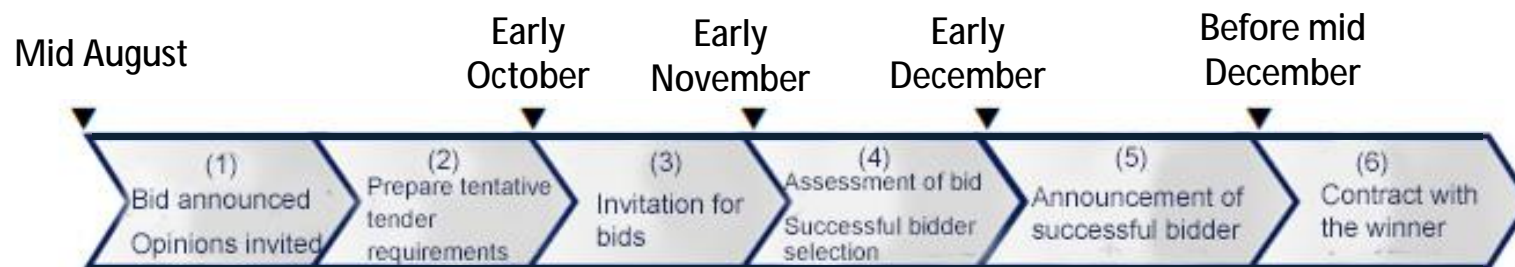 Mid August
Early
October
Early
November
Early
December
Before mid
December
(1)
Bid announced
Opinions invited
(2)
Prepare tentative
tender
requirements
(3)
Invitation for
bids
(4)
Assessment of bid
Successful bidder
selection
(5)
Announcement of
successful bidder
(6)
Contract with
the winner